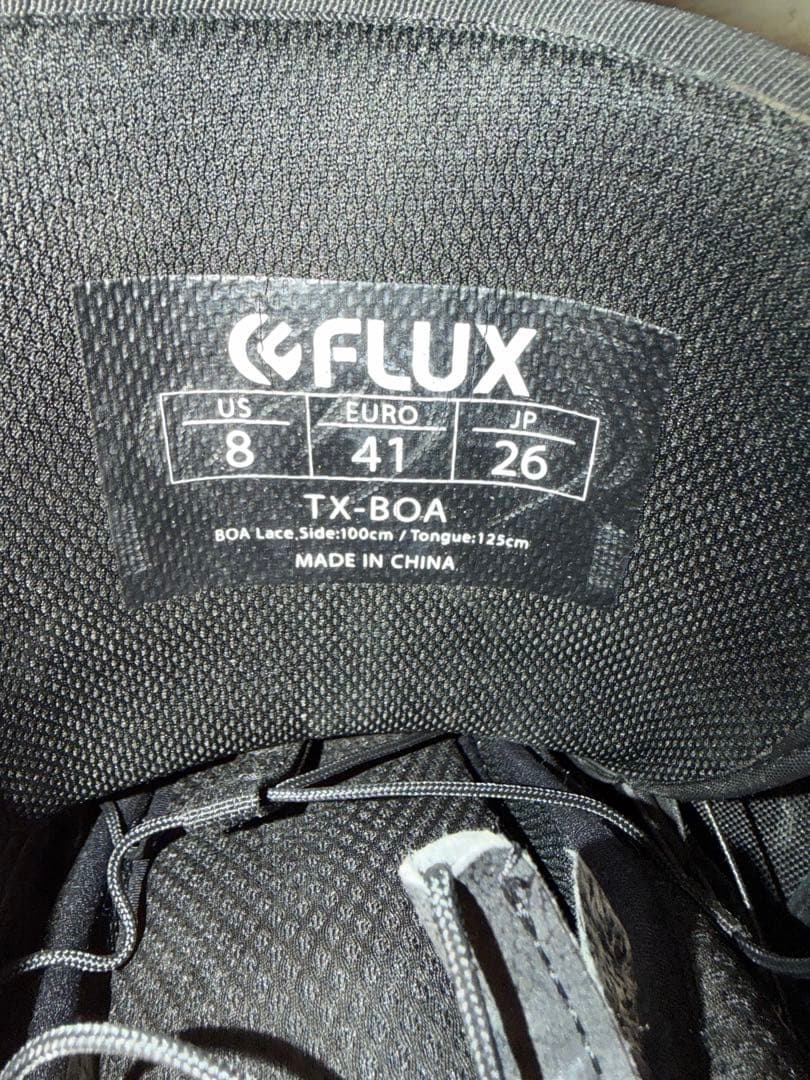 FLUX
US EURO JP
8 41 26
TX-BOA
BOA Lace,Side:100cm / Tongue:125cm
MADE IN CHINA